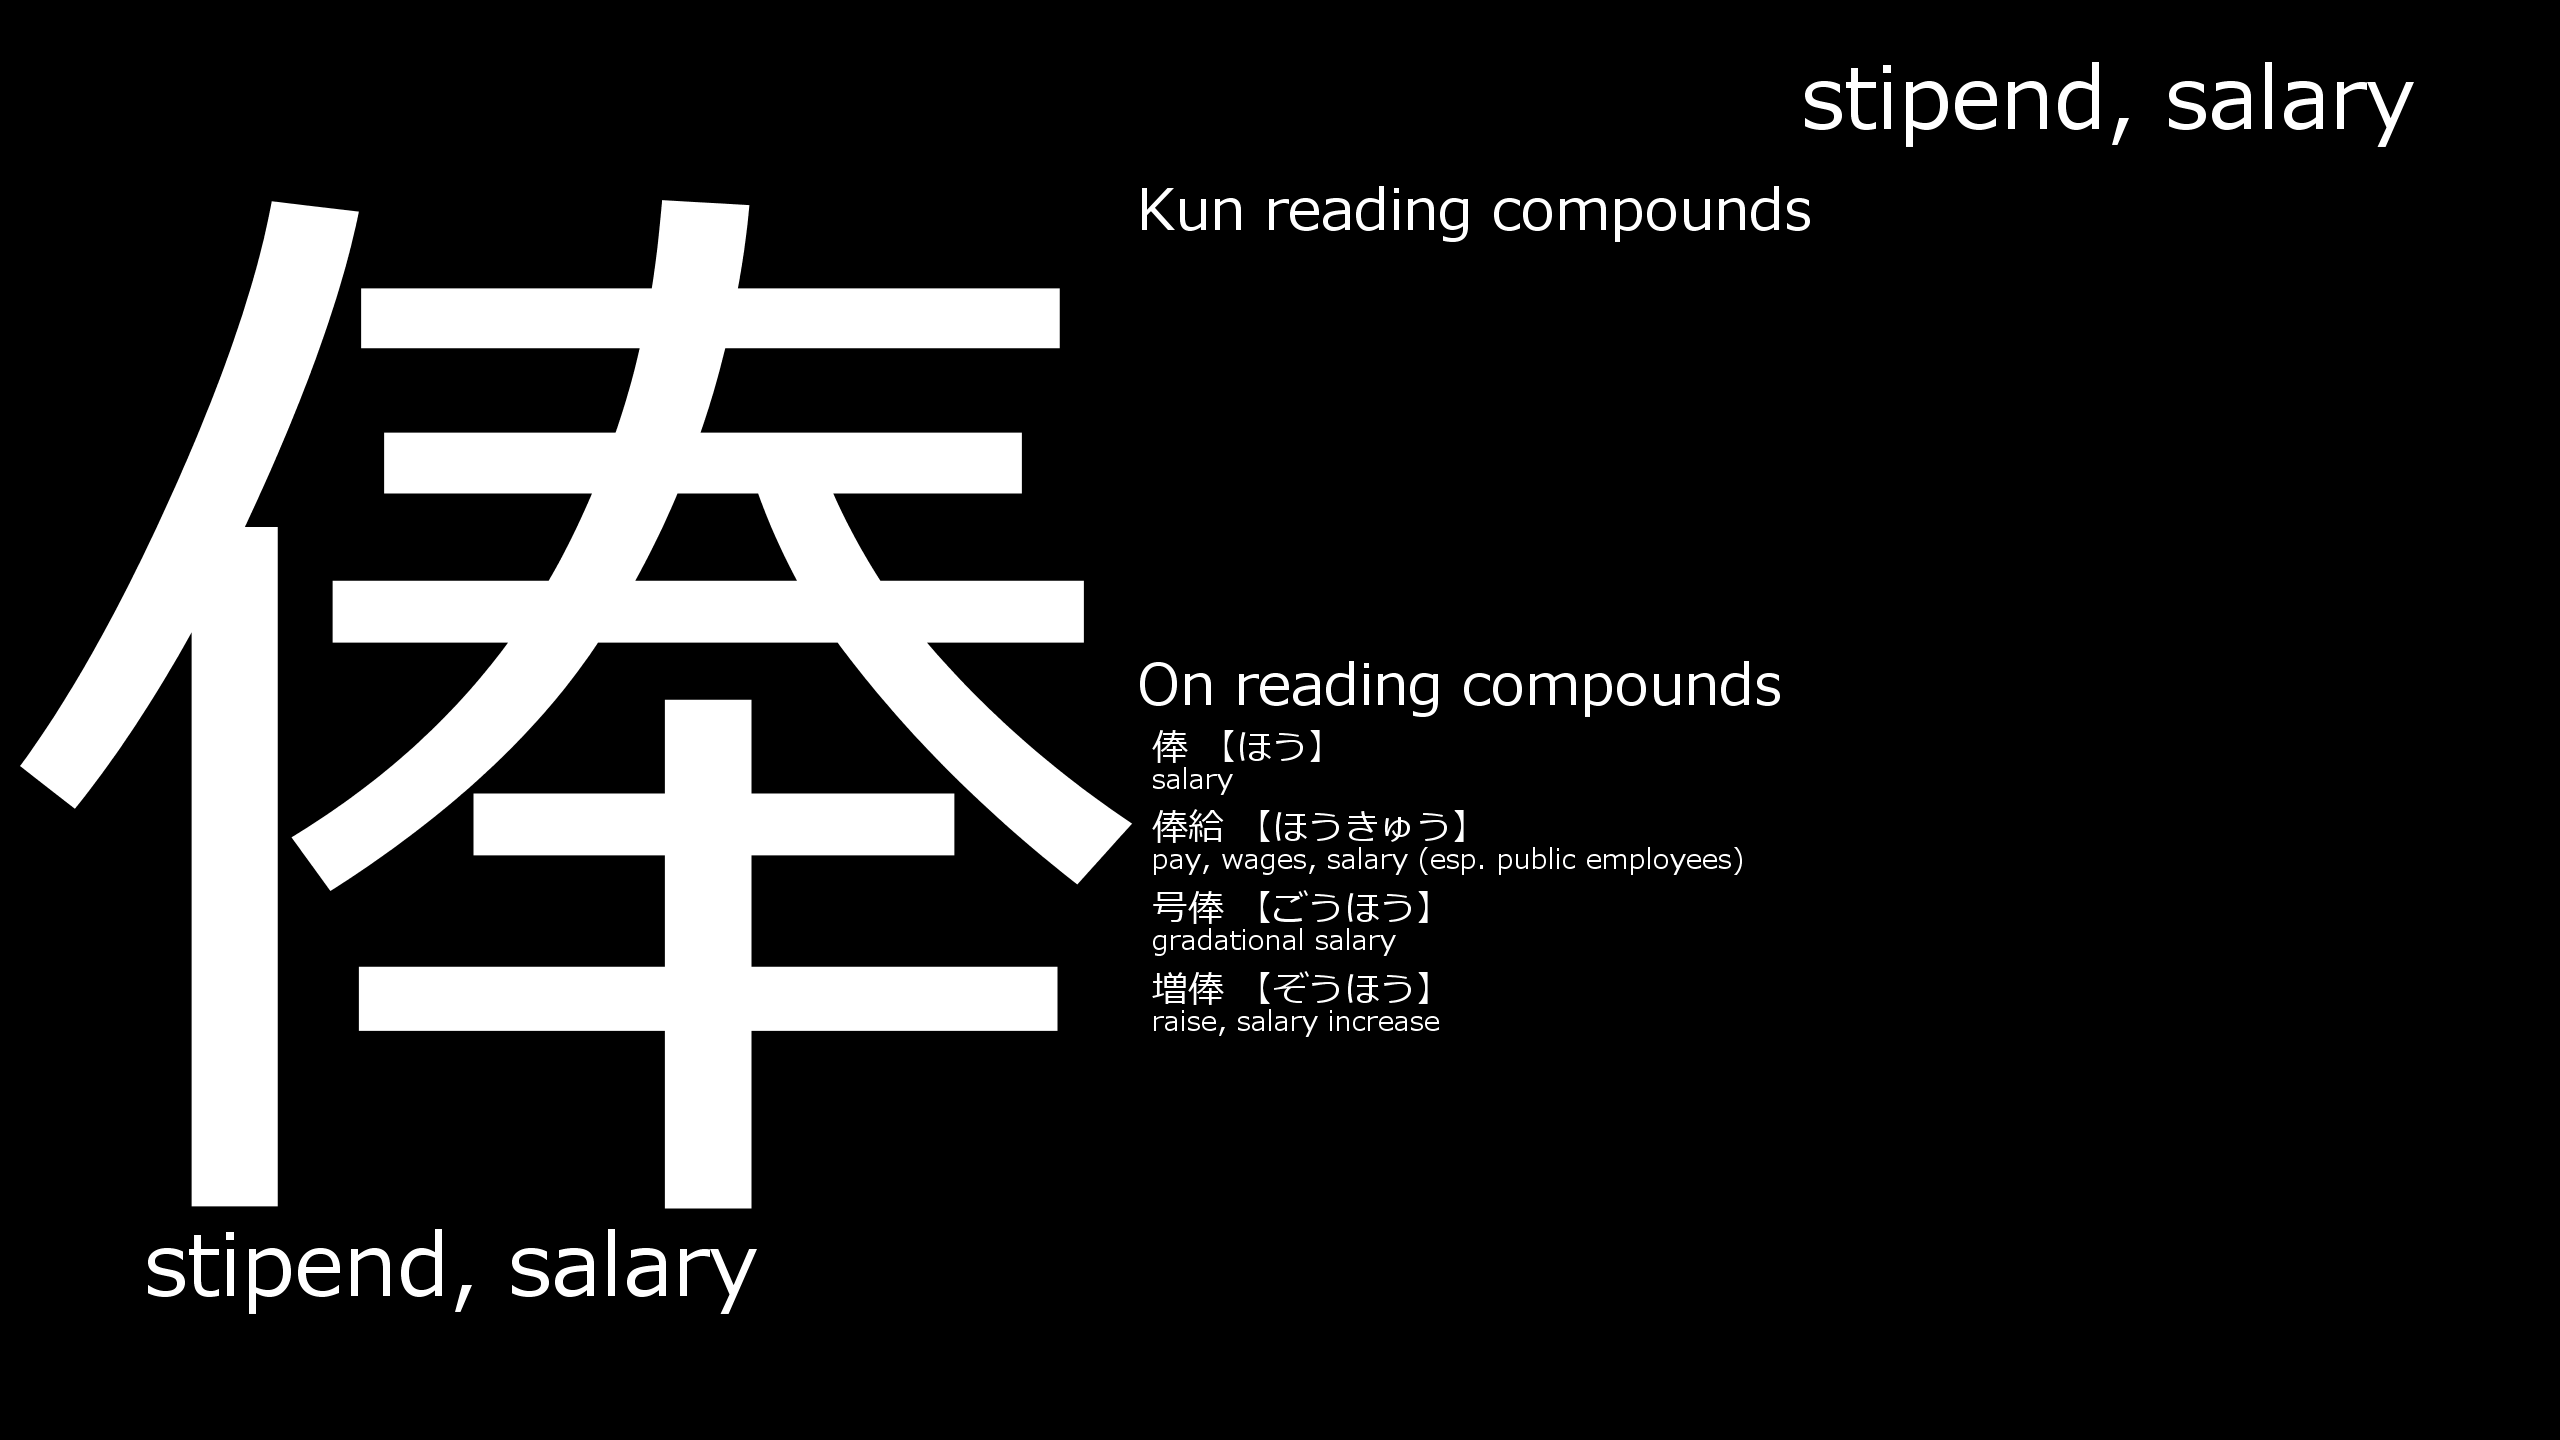 stipend, salary
俸
stipend, salary
Kun reading compounds
On reading compounds
俸 【ほう】
salary
俸給 【ほうきゅう】
pay, wages, salary (esp. public employees)
号俸 【ごうほう】
gradational salary
増俸 【ぞうほう】
raise, salary increase